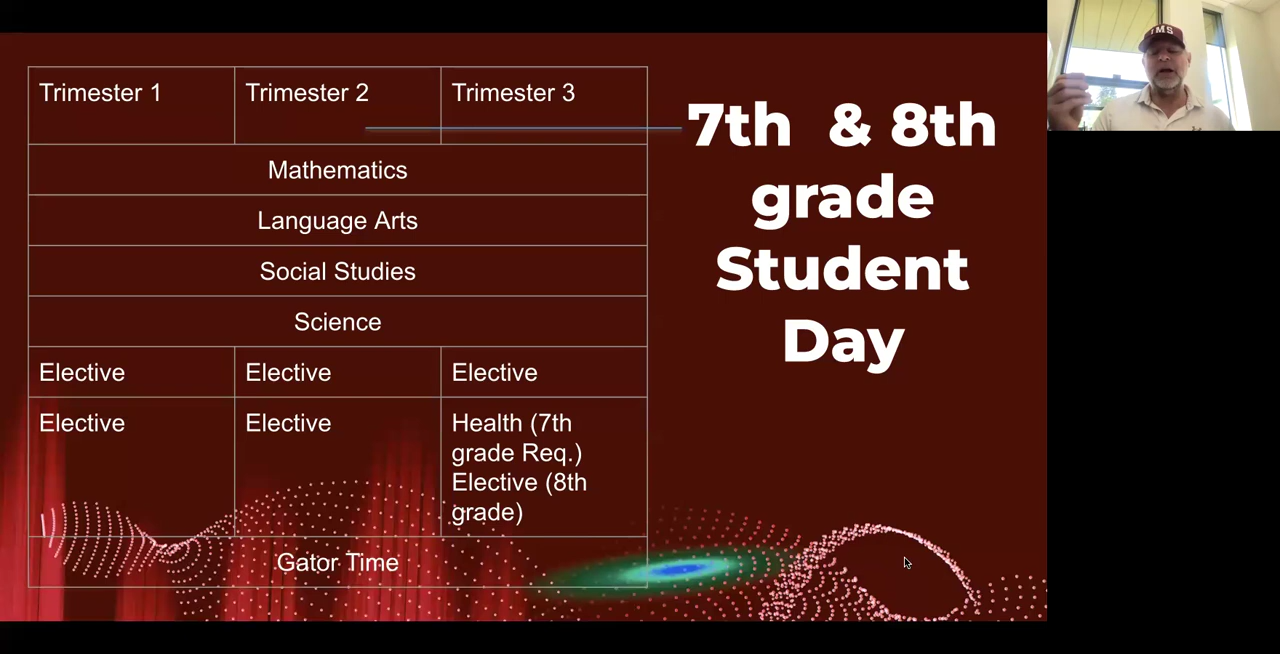 Trimester 1
Trimester 2
Trimester 3
Mathematics
Language Arts
Social Studies
Science
Elective
Elective
Elective
Elective
Elective
Health (7th
grade Req.)
Elective (8th
grade)
Gator Time
7th & 8th
grade
Student
Day